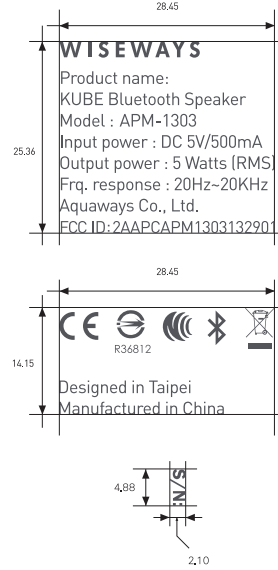 28.45
WISEWAYS
Product name:
KUBE Bluetooth Speaker
Model : APM-1303
Input power : DC 5V/500mA
25.36
Output power : 5 Watts (RMS)
Frq. response : 20Hz~20KHz
Aquaways Co., Ltd.
FCC ID: 2AAPCAPM1303132901
28.45
CE
R36812
14.15
Designed in Taipei
Manufactured in China
4.88
S/N:
2.10